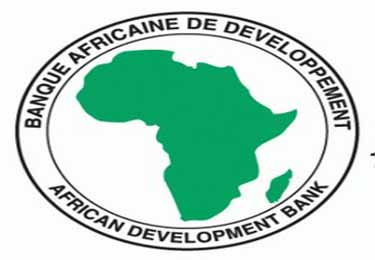 BANQUE AFRICAINE DE DEVELOPPEMENT
AFRICAN DEVELOPMENT BANK